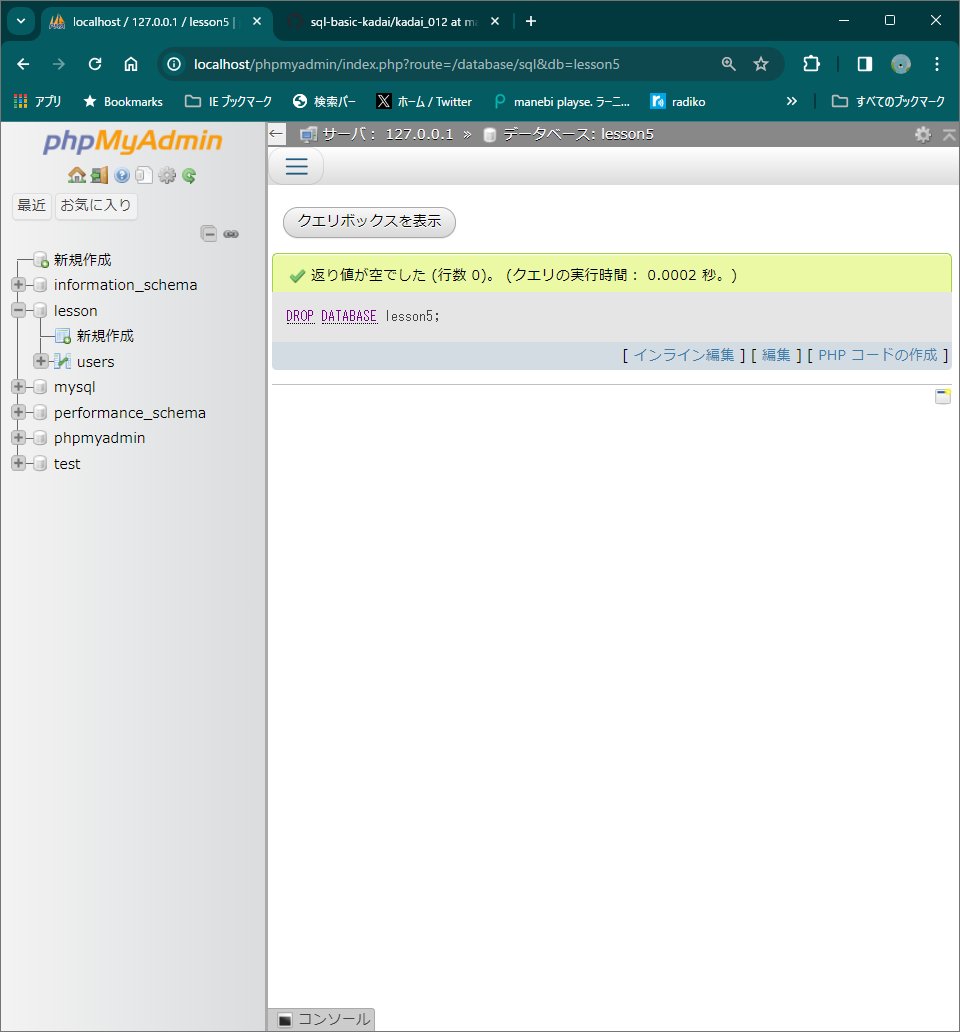 localhost / 127.0.0.1 / lesson5 |
sql-basic-kadai/kadai_012 at ma
localhost/phpmyadmin/index.php?route=/database/sql&db=lesson5
アプリ Bookmarks IE ブックマーク 検索バー X ホーム / Twitter manebi playse. ラーニ... radiko » すべてのブックマーク
phpMyAdmin
最近 お気に入り
新規作成
information_schema
lesson
新規作成
users
mysql
performance_schema
phpmyadmin
test
サーバ： 127.0.0.1 » データベース: lesson5
クエリボックスを表示
返り値が空でした (行数 0)。 (クエリの実行時間： 0.0002 秒。)
DROP DATABASE lesson5;
[ インライン編集 ] [ 編集 ] [ PHP コードの作成 ]
コンソール